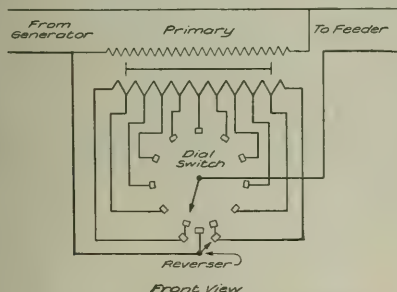 From
Generator
Primary
To Feeder
Dial
Switch
Reverser
Front View